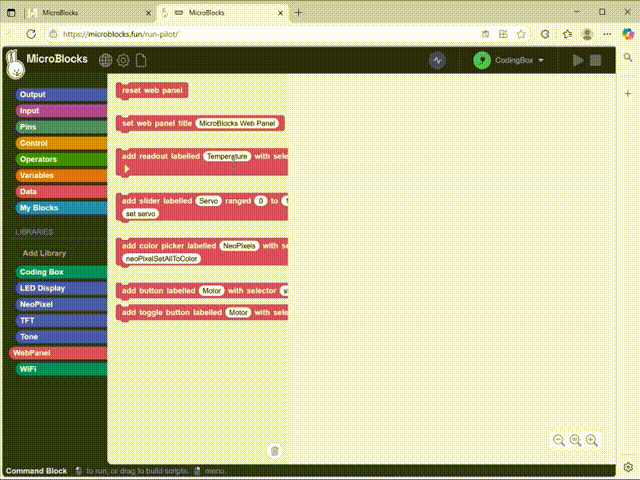 MicroBlocks
MicroBlocks
https://microblocks.fun/run-pilot/
MicroBlocks
CodingBox
Output
Input
Pins
Control
Operators
Variables
Data
My Blocks
LIBRARIES
Add Library
Coding Box
LED Display
NeoPixel
TFT
Tone
WebPanel
WiFi
reset web panel
set web panel title MicroBlocks Web Panel
add readout labelled Temperature with sele
add slider labelled Servo ranged 0 to 1
set servo
add color picker labelled NeoPixels with se
neoPixelSetAllToColor
add button labelled Motor with selector s
add toggle button labelled Motor with sele
Command Block to run, or drag to build scripts. menu.